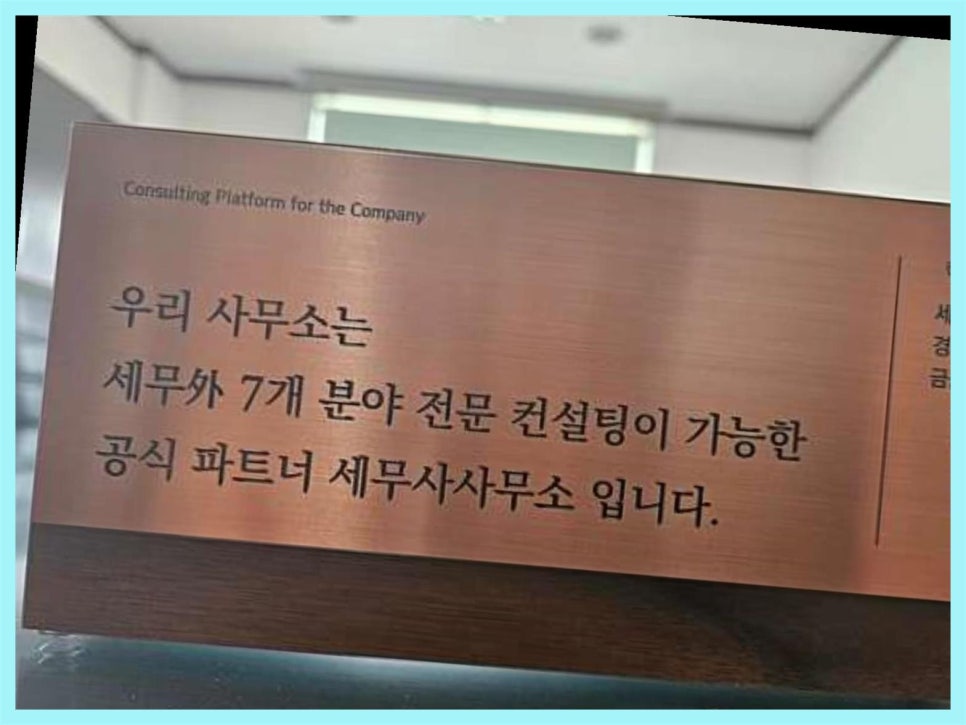 Consulting Platform for the Company
우리 사무소는
세무外 7개 분야 전문 컨설팅이 가능한
공식 파트너 세무사사무소 입니다.